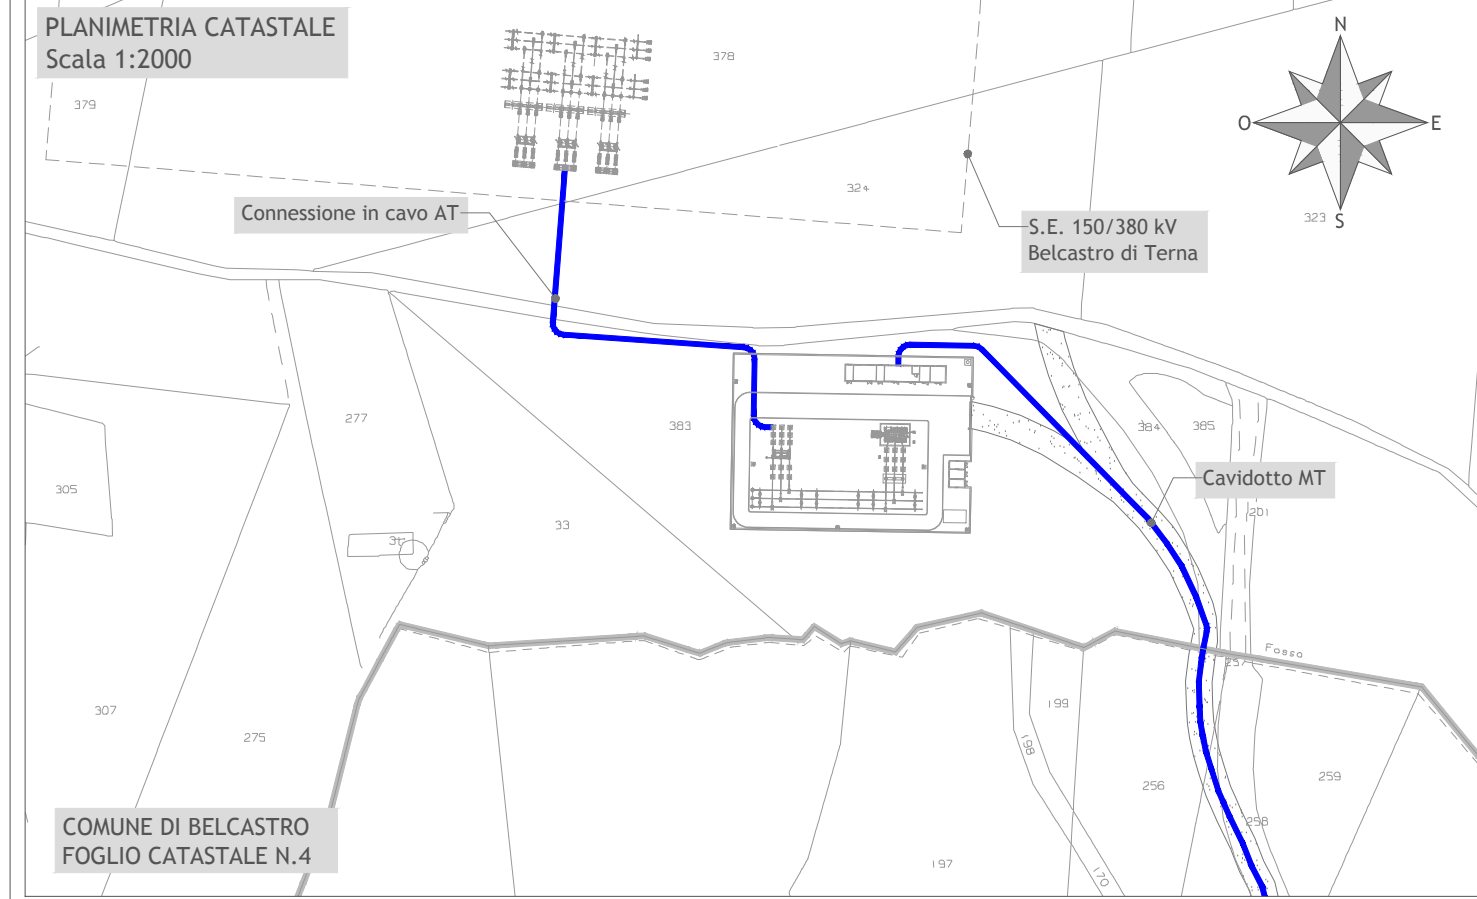 PLANIMETRIA CATASTALE
Scala 1:2000
N
O
E
S
378
379
324
323
Connessione in cavo AT
S.E. 150/380 kV
Belcastro di Terna
277
383
384
385
305
33
31
Cavidotto MT
201
Fosso
257
307
275
199
198
256
259
258
197
170
COMUNE DI BELCASTRO
FOGLIO CATASTALE N.4